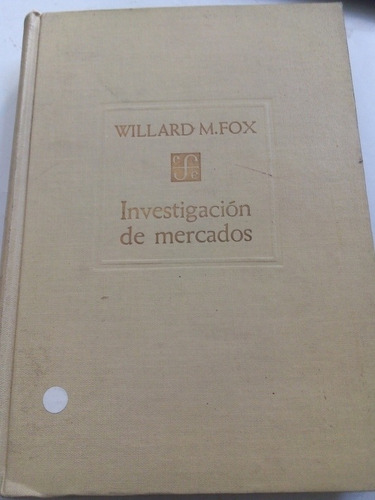 WILLARD M. FOX
Investigación
de mercados